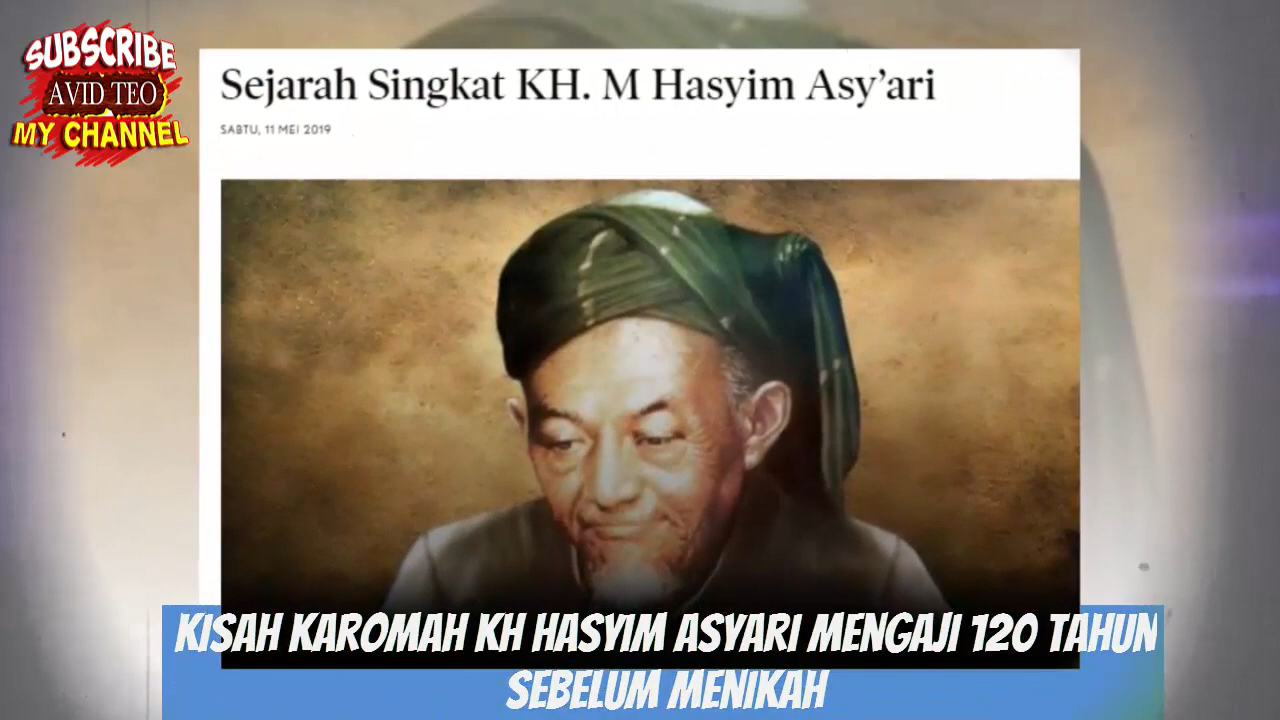 SUBSCRIBE
AVID TEO
MY CHANNEL
Sejarah Singkat KH. M Hasyim Asy'ari
SABTU, 11 MEI 2019
KISAH KAROMAH KH HASYIM ASYARI MENGAJI 120 TAHUN
SEBELUM MENIKAH